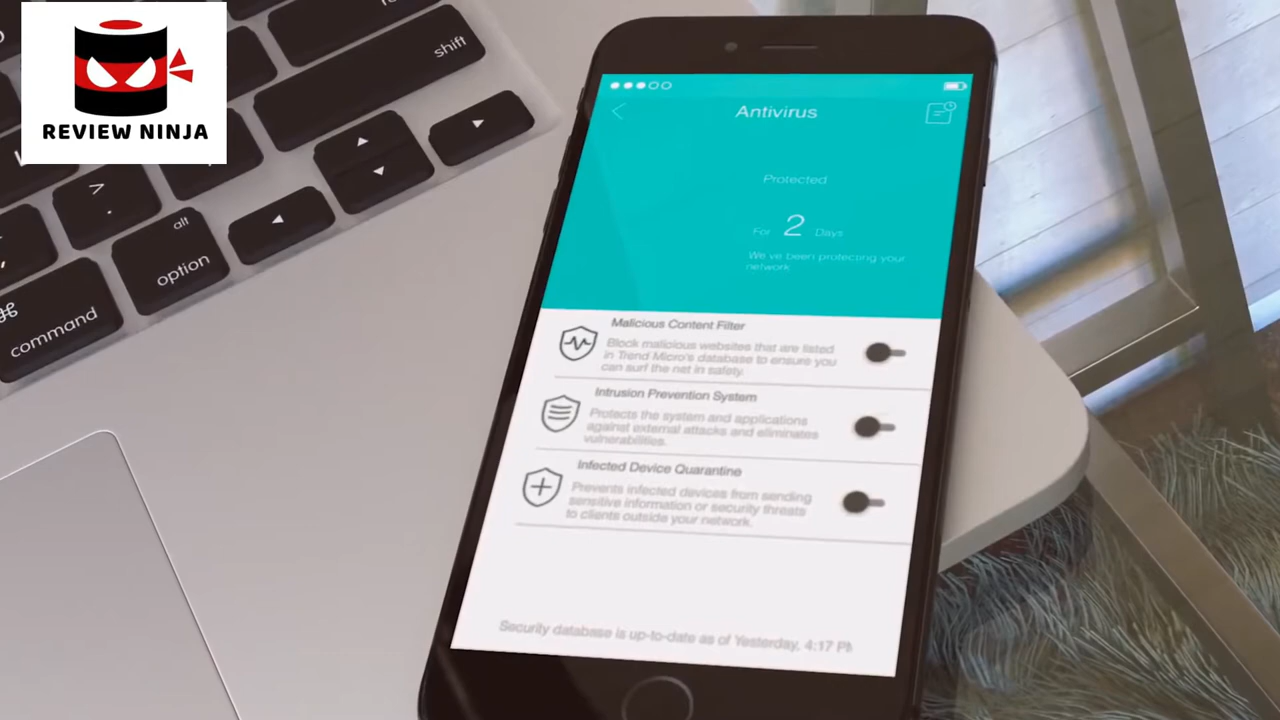 REVIEW NINJA
shift
alt
option
command
Antivirus
Protected
For 2 Days
We've been protecting your
network
Malicious Content Filter
Block malicious websites that are listed
in Trend Micro's database to ensure you
can surf the net in safety.
Intrusion Prevention System
Protects the system and applications
against external attacks and eliminates
vulnerabilities.
Infected Device Quarantine
Prevents infected devices from sending
sensitive information or security threats
to clients outside your network.
Security database is up-to-date as of Yesterday, 4:17 PM